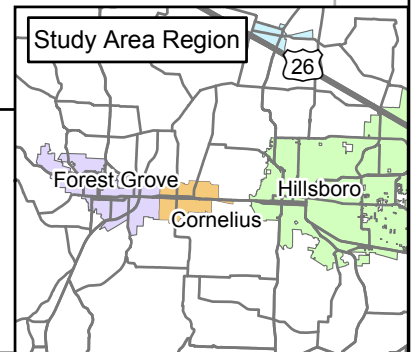 Study Area Region
26
Forest Grove
Hillsboro
Cornelius